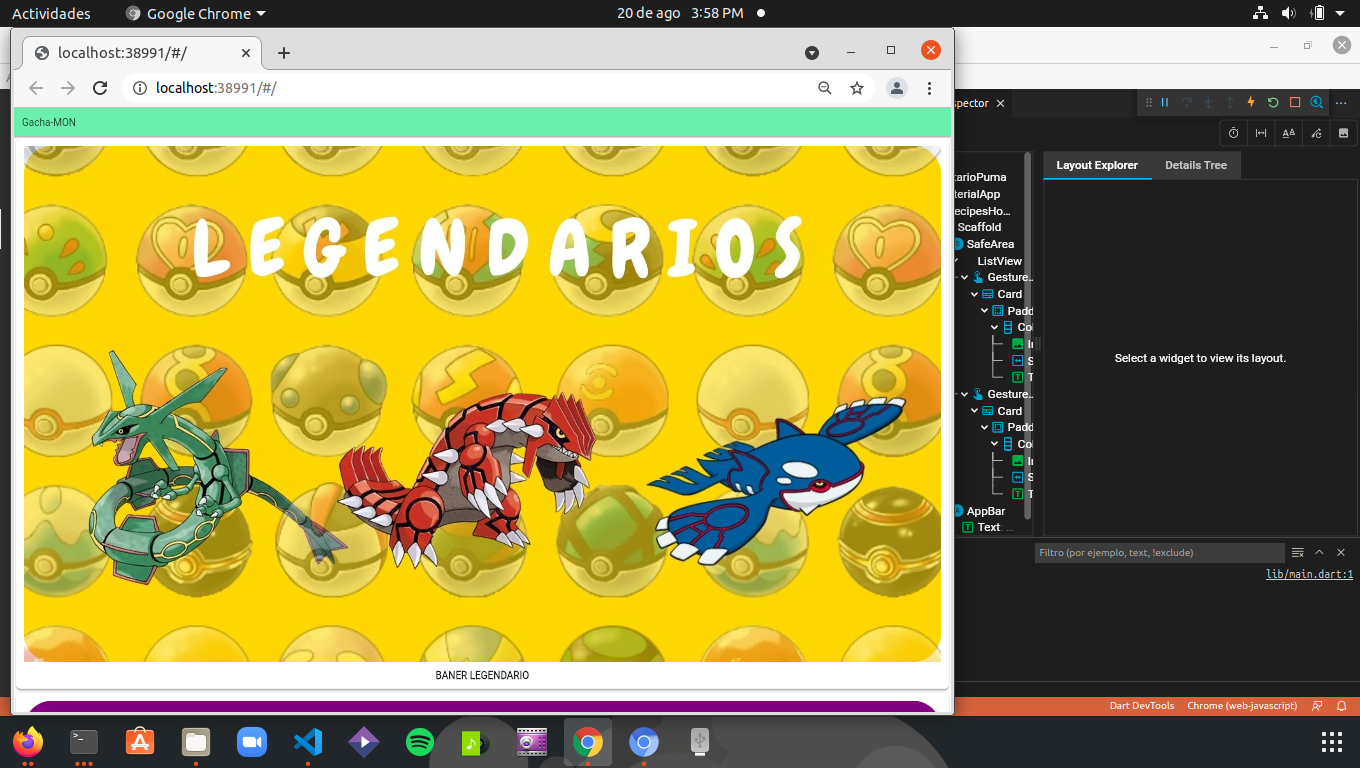 Actividades
Google Chrome
20 de ago 3:58 PM
localhost:38991/#/
localhost:38991/#/
Gacha-MON
LEGENDARIOS
BANER LEGENDARIO
spector
Layout Explorer
Details Tree
tarioPuma
terialApp
ecipesHo…
Scaffold
SafeArea
ListView
Gesture…
Card
Padd
Co
Gesture…
Card
Padd
Co
AppBar
Text: ...
Select a widget to view its layout.
Filtro (por ejemplo, text, !exclude)
lib/main.dart:1
Dart DevTools
Chrome (web-javascript)